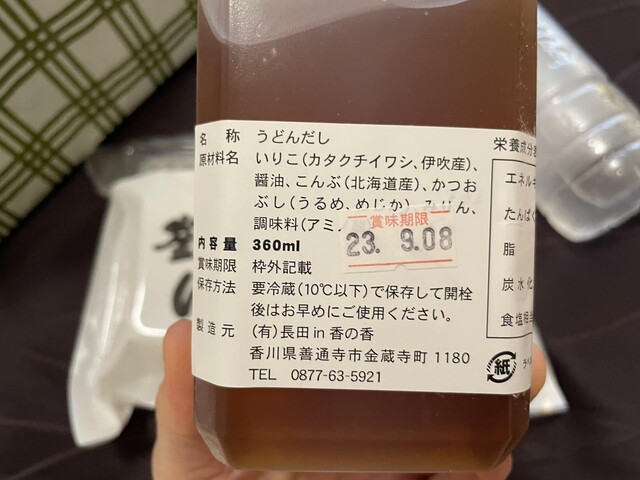 名 称 うどんだし
原材料名 いりこ(カタクチイワシ、伊吹産)、
醤油、こんぶ(北海道産)、かつお
ぶし(うるめ、めじか)、みりん、
調味料(アミ
賞味期限
23. 9.08
内容量 360ml
賞味期限 枠外記載
保存方法 要冷蔵(10℃以下)で保存して開栓
後はお早めにご使用ください。
製造元 (有)長田 in 香の香
香川県善通寺市金蔵寺町 1180
TEL 0877-63-5921
栄養成分
エネルギ
たんぱく
脂
炭水化
食塩相当
紙